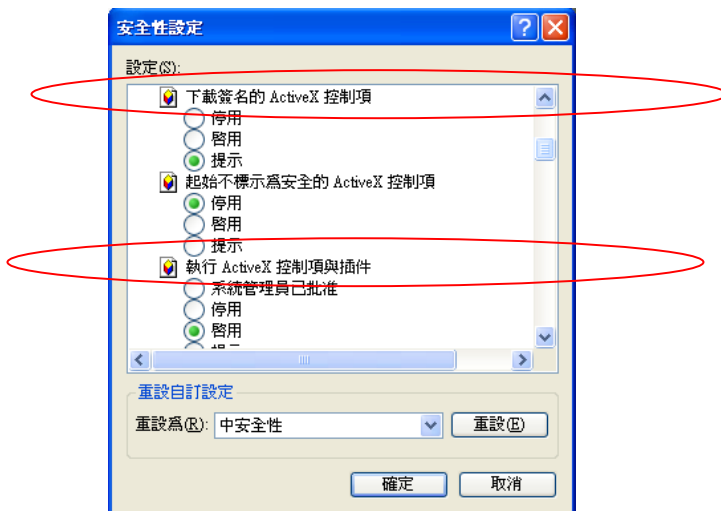 安全性設定
設定(S):
下載簽名的 ActiveX 控制項
停用
啓用
提示
起始不標示爲安全的 ActiveX 控制項
停用
啓用
提示
執行 ActiveX 控制項與插件
系統管理員已批准
停用
啓用
重設自訂設定
重設爲(R): 中安全性 重設(E)
確定 取消